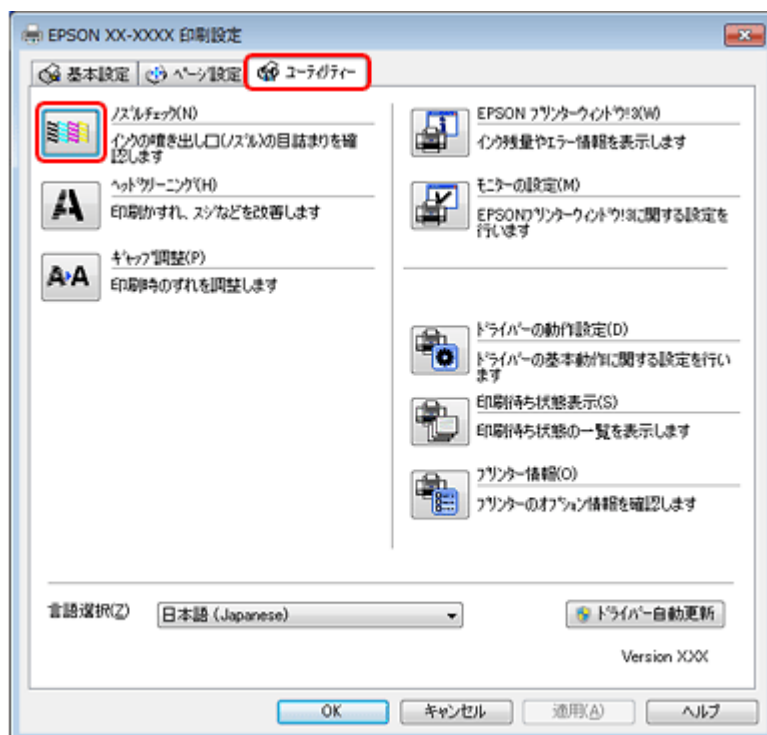 EPSON XX-XXXX 印刷設定
基本設定
ページ設定
ユーティリティー
ノズルチェック(N)
インクの噴き出し口(ノズル)の目詰まりを確
認します
ヘッドクリーニング(H)
印刷かすれ、スジなどを改善します
ギャップ調整(P)
印刷時のずれを調整します
EPSON プリンターウィンドウ!3(W)
インク残量やエラー情報を表示します
モニターの設定(M)
EPSONプリンターウィンドウ!3に関する設定を
行います
ドライバーの動作設定(D)
ドライバーの基本動作に関する設定を行い
ます
印刷待ち状態表示(S)
印刷待ち状態の一覧を表示します
プリンター情報(O)
プリンターのオプション情報を確認します
言語選択(Z)
日本語 (Japanese)
ドライバー自動更新
Version X.XX
OK
キャンセル
適用(A)
ヘルプ